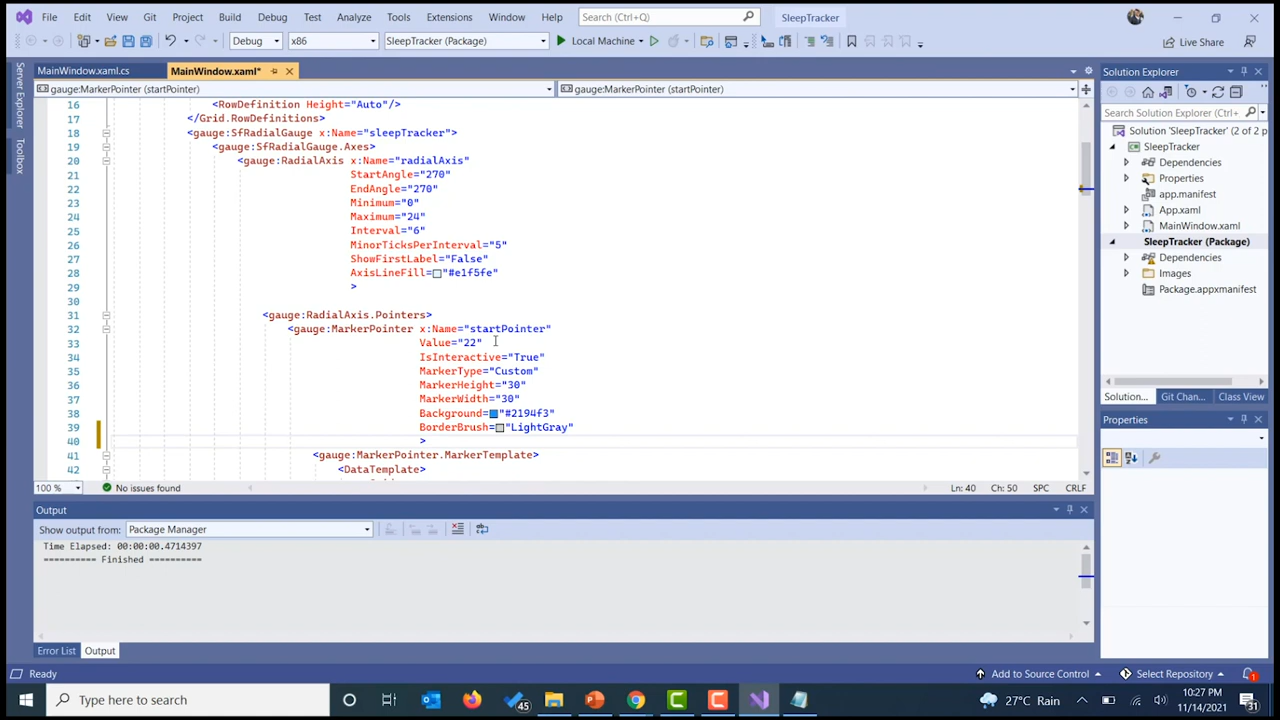 File Edit View Git Project Build Debug Test Analyze Tools Extensions Window Help Search (Ctrl+Q) SleepTracker
Debug x86 SleepTracker (Package) Local Machine Live Share
MainWindow.xaml.cs MainWindow.xaml*
gauge:MarkerPointer (startPointer) gauge:MarkerPointer (startPointer)
Server Explorer
Toolbox
16 <RowDefinition Height="Auto"/>
17 </Grid.RowDefinitions>
18 <gauge:SfRadialGauge x:Name="sleepTracker">
19 <gauge:SfRadialGauge.Axes>
20 <gauge:RadialAxis x:Name="radialAxis"
21 StartAngle="270"
22 EndAngle="270"
23 Minimum="0"
24 Maximum="24"
25 Interval="6"
26 MinorTicksPerInterval="5"
27 ShowFirstLabel="False"
28 AxisLineFill="#e1f5fe"
29 >
30
31 <gauge:RadialAxis.Pointers>
32 <gauge:MarkerPointer x:Name="startPointer"
33 Value="22"
34 IsInteractive="True"
35 MarkerType="Custom"
36 MarkerHeight="30"
37 MarkerWidth="30"
38 Background="#2194f3"
39 BorderBrush="LightGray"
40 >
41 <gauge:MarkerPointer.MarkerTemplate>
42 <DataTemplate>
100 % No issues found Ln: 40 Ch: 50 SPC CRLF
Output
Show output from: Package Manager
Time Elapsed: 00:00:00.4714397
========== Finished ==========
Error List Output
Solution Explorer
Search Solution Explorer (Ctrl+;)
Solution 'SleepTracker' (2 of 2 p
SleepTracker
Dependencies
Properties
app.manifest
App.xaml
MainWindow.xaml
SleepTracker (Package)
Dependencies
Images
Package.appxmanifest
Solution... Git Chan... Class View
Properties
Ready Add to Source Control Select Repository 1
Type here to search 45 27°C Rain 10:27 PM
11/14/2021 31